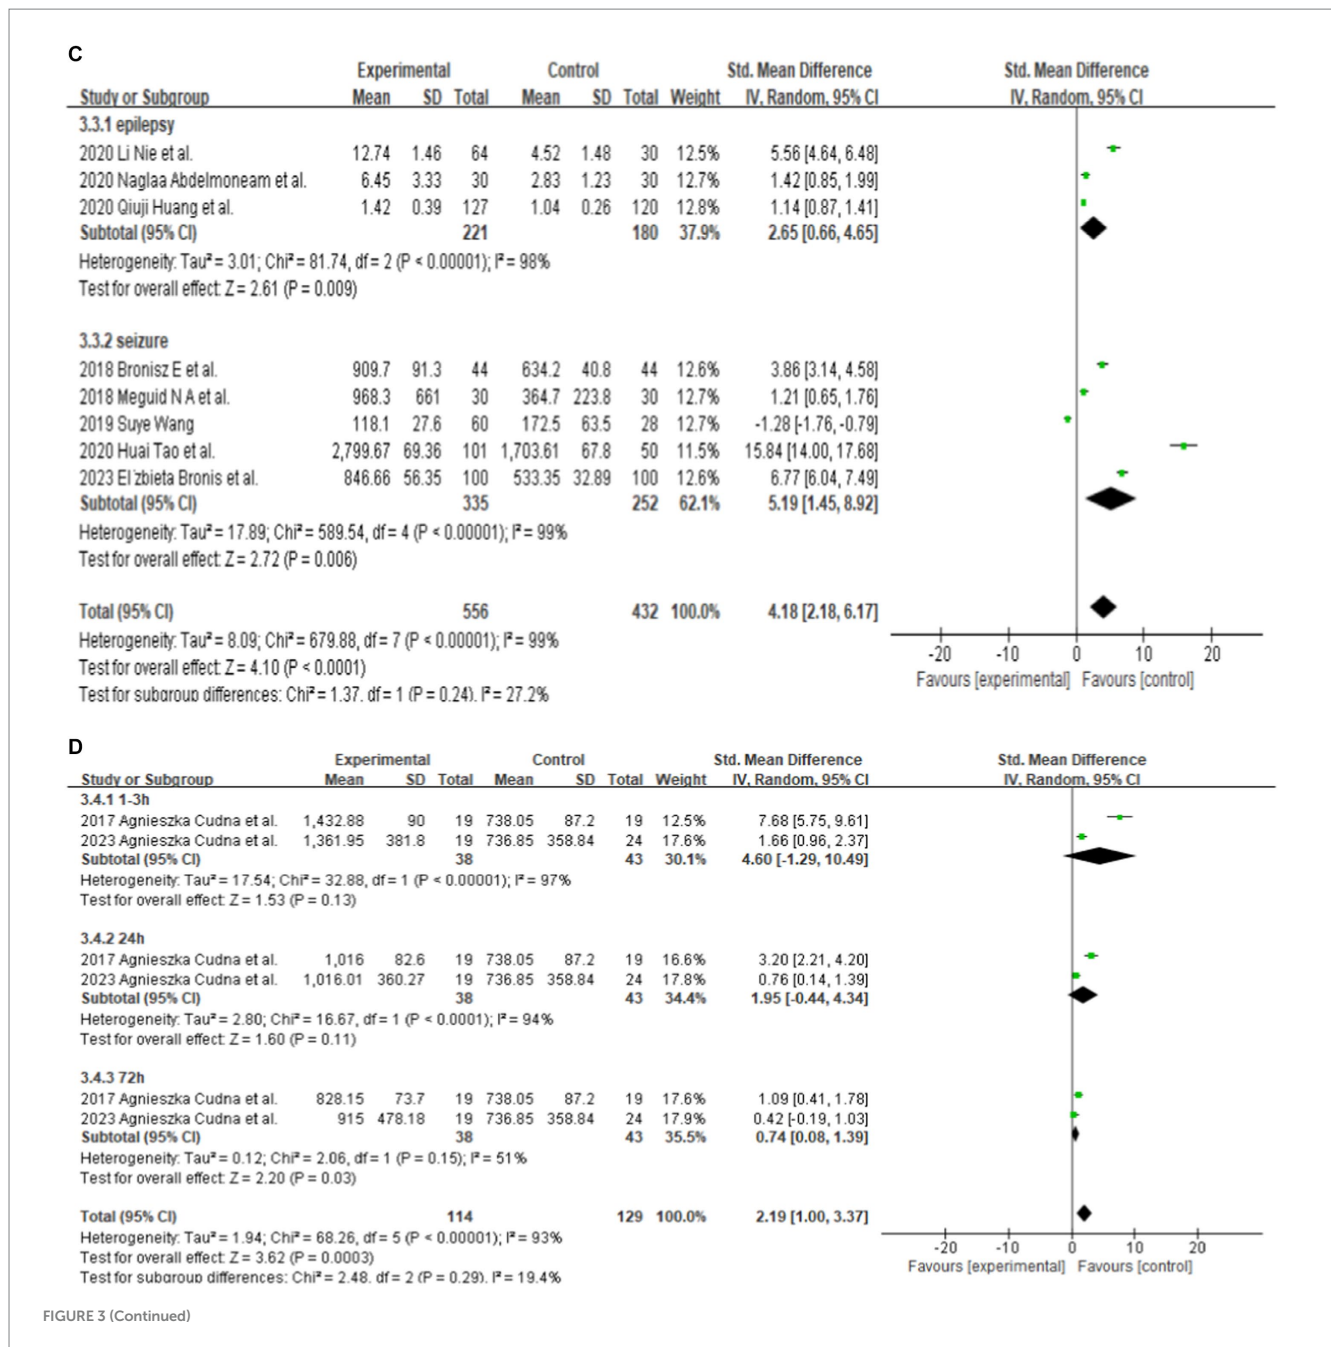 C
Experimental Control Std. Mean Difference Std. Mean Difference
Study or Subgroup Mean SD Total Mean SD Total Weight IV, Random, 95% CI IV, Random, 95% CI
3.3.1 epilepsy
2020 Li Nie et al. 12.74 1.46 64 4.52 1.48 30 12.5% 5.56 [4.64, 6.48]
2020 Naglaa Abdelmoneam et al. 6.45 3.33 30 2.83 1.23 30 12.7% 1.42 [0.85, 1.99]
2020 Qiuji Huang et al. 1.42 0.39 127 1.04 0.26 120 12.8% 1.14 [0.87, 1.41]
Subtotal (95% CI) 221 180 37.9% 2.65 [0.66, 4.65]
Heterogeneity: Tau² = 3.01; Chi² = 81.74, df = 2 (P < 0.00001); I² = 98%
Test for overall effect: Z = 2.61 (P = 0.009)
3.3.2 seizure
2018 Bronisz E et al. 909.7 91.3 44 634.2 40.8 44 12.6% 3.86 [3.14, 4.58]
2018 Meguid N A et al. 968.3 661 30 364.7 223.8 30 12.7% 1.21 [0.65, 1.76]
2019 Suye Wang 118.1 27.6 60 172.5 63.5 28 12.7% -1.28 [-1.76, -0.79]
2020 Huai Tao et al. 2,799.67 69.36 101 1,703.61 67.8 50 11.5% 15.84 [14.00, 17.68]
2023 El˙zbieta Bronis et al. 846.66 56.35 100 533.35 32.89 100 12.6% 6.77 [6.04, 7.49]
Subtotal (95% CI) 335 252 62.1% 5.19 [1.45, 8.92]
Heterogeneity: Tau² = 17.89; Chi² = 589.54, df = 4 (P < 0.00001); I² = 99%
Test for overall effect: Z = 2.72 (P = 0.006)
Total (95% CI) 556 432 100.0% 4.18 [2.18, 6.17]
Heterogeneity: Tau² = 8.09; Chi² = 679.88, df = 7 (P < 0.00001); I² = 99%
Test for overall effect: Z = 4.10 (P < 0.0001)
Test for subgroup differences: Chi² = 1.37, df = 1 (P = 0.24), I² = 27.2%
-20 -10 0 10 20
Favours [experimental] Favours [control]
D
Experimental Control Std. Mean Difference Std. Mean Difference
Study or Subgroup Mean SD Total Mean SD Total Weight IV, Random, 95% CI IV, Random, 95% CI
3.4.1 1-3h
2017 Agnieszka Cudna et al. 1,432.88 90 19 738.05 87.2 19 12.5% 7.68 [5.75, 9.61]
2023 Agnieszka Cudna et al. 1,361.95 381.8 19 736.85 358.84 24 17.6% 1.66 [0.96, 2.37]
Subtotal (95% CI) 38 43 30.1% 4.60 [-1.29, 10.49]
Heterogeneity: Tau² = 17.54; Chi² = 32.88, df = 1 (P < 0.00001); I² = 97%
Test for overall effect: Z = 1.53 (P = 0.13)
3.4.2 24h
2017 Agnieszka Cudna et al. 1,016 82.6 19 738.05 87.2 19 16.6% 3.20 [2.21, 4.20]
2023 Agnieszka Cudna et al. 1,016.01 360.27 19 736.85 358.84 24 17.8% 0.76 [0.14, 1.39]
Subtotal (95% CI) 38 43 34.4% 1.95 [-0.44, 4.34]
Heterogeneity: Tau² = 2.80; Chi² = 16.67, df = 1 (P < 0.0001); I² = 94%
Test for overall effect: Z = 1.60 (P = 0.11)
3.4.3 72h
2017 Agnieszka Cudna et al. 828.15 73.7 19 738.05 87.2 19 17.6% 1.09 [0.41, 1.78]
2023 Agnieszka Cudna et al. 915 478.18 19 736.85 358.84 24 17.9% 0.42 [-0.19, 1.03]
Subtotal (95% CI) 38 43 35.5% 0.74 [0.08, 1.39]
Heterogeneity: Tau² = 0.12; Chi² = 2.06, df = 1 (P = 0.15); I² = 51%
Test for overall effect: Z = 2.20 (P = 0.03)
Total (95% CI) 114 129 100.0% 2.19 [1.00, 3.37]
Heterogeneity: Tau² = 1.94; Chi² = 68.26, df = 5 (P < 0.00001); I² = 93%
Test for overall effect: Z = 3.62 (P = 0.0003)
Test for subgroup differences: Chi² = 2.48, df = 2 (P = 0.29), I² = 19.4%
-20 -10 0 10 20
Favours [experimental] Favours [control]
FIGURE 3 (Continued)